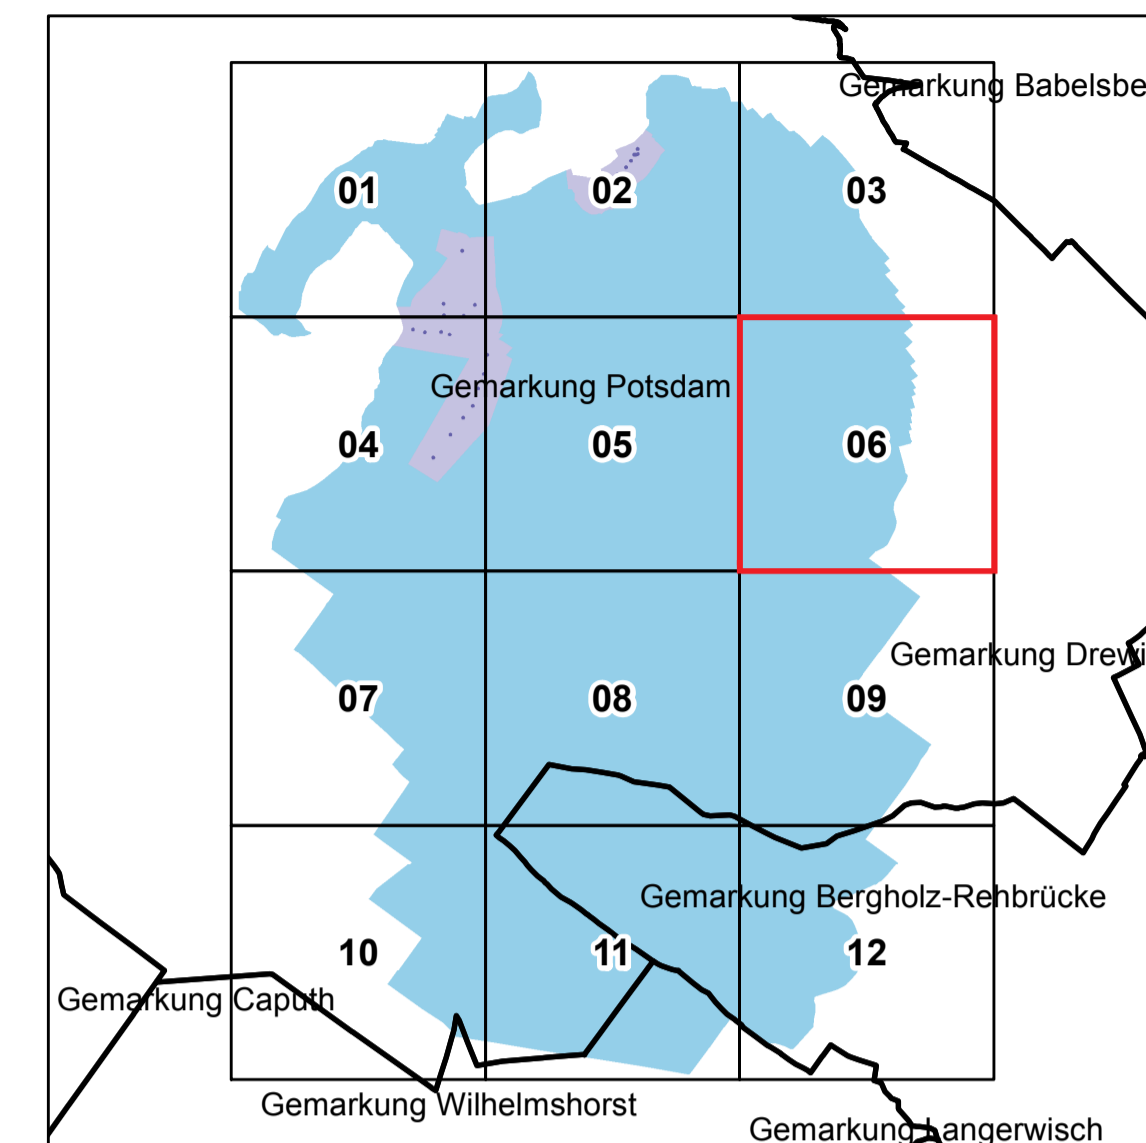 Gemarkung Babelsbe
01
02
03
Gemarkung Potsdam
04
05
06
Gemarkung Drewi
07
08
09
Gemarkung Bergholz-Rehbrücke
10
11
12
Gemarkung Caputh
Gemarkung Wilhelmshorst
Gemarkung Langerwisch